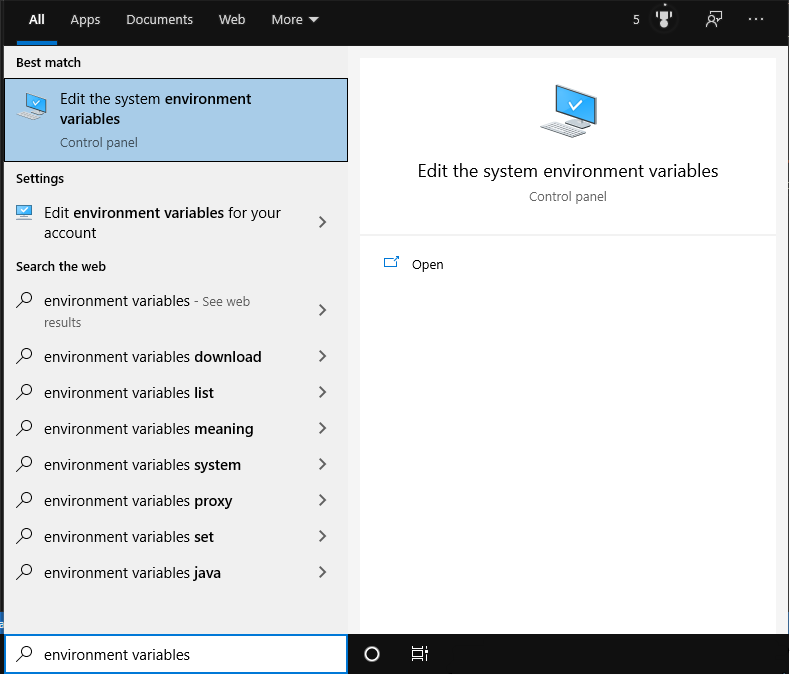 All Apps Documents Web More 5 ...
Best match
Edit the system environment
variables
Control panel
Settings
Edit environment variables for your
account
Search the web
environment variables - See web
results
environment variables download
environment variables list
environment variables meaning
environment variables system
environment variables proxy
environment variables set
environment variables java
environment variables
Edit the system environment variables
Control panel
Open